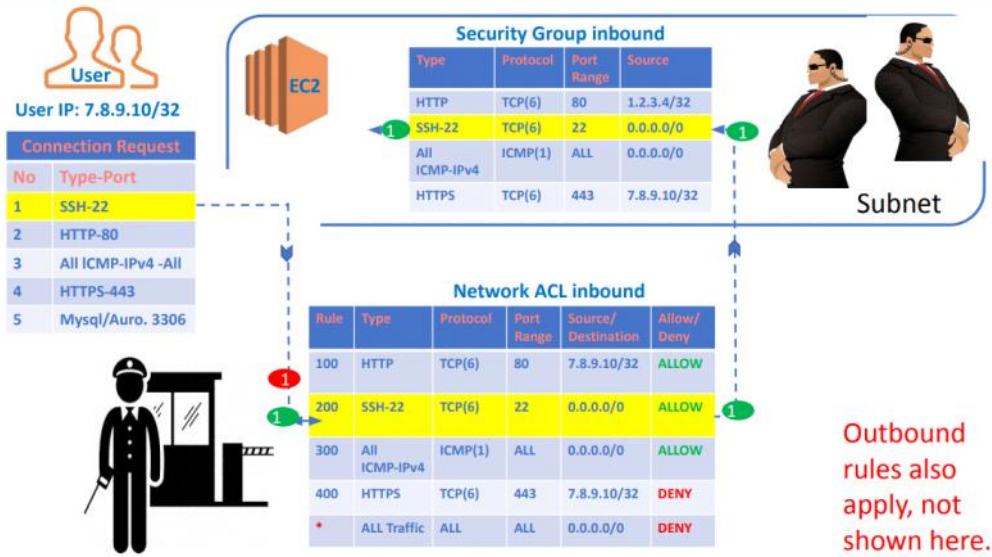 User
User IP: 7.8.9.10/32
Connection Request
No Type-Port
1 SSH-22
2 HTTP-80
3 All ICMP-IPv4 -All
4 HTTPS-443
5 Mysql/Auro. 3306
EC2
Security Group inbound
Type Protocol Port Range Source
HTTP TCP(6) 80 1.2.3.4/32
1 SSH-22 TCP(6) 22 0.0.0.0/0 1
All ICMP-IPv4 ICMP(1) ALL 0.0.0.0/0
HTTPS TCP(6) 443 7.8.9.10/32
Subnet
Network ACL inbound
Rule Type Protocol Port Range Source/ Destination Allow/ Deny
100 HTTP TCP(6) 80 7.8.9.10/32 ALLOW
1
1 200 SSH-22 TCP(6) 22 0.0.0.0/0 ALLOW 1
300 All ICMP-IPv4 ICMP(1) ALL 0.0.0.0/0 ALLOW
400 HTTPS TCP(6) 443 7.8.9.10/32 DENY
* ALL Traffic ALL ALL 0.0.0.0/0 DENY
Outbound
rules also
apply, not
shown here.